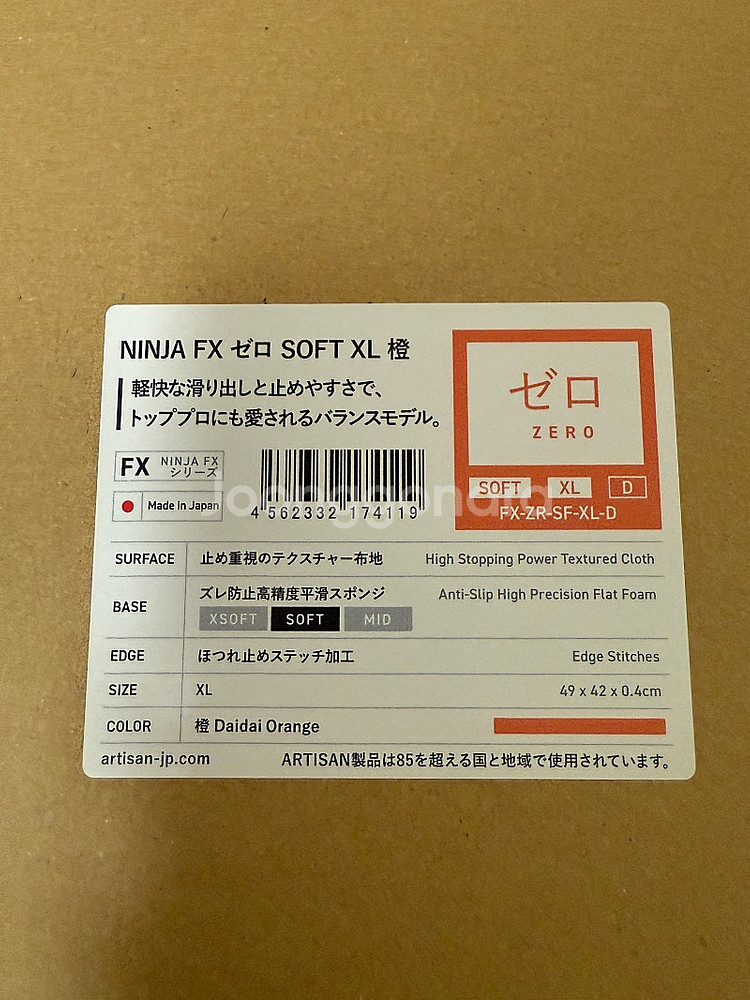 NINJA FX ゼロ SOFT XL 橙
軽快な滑り出しと止めやすさで、
トッププロにも愛されるバランスモデル。
FX NINJA FX シリーズ
Made in Japan
4 562332 174119
ゼロ
ZERO
SOFT XL D
FX-ZR-SF-XL-D
joonggonara
SURFACE 止め重視のテクスチャー布地 High Stopping Power Textured Cloth
BASE ズレ防止高精度平滑スポンジ Anti-Slip High Precision Flat Foam
XSOFT SOFT MID
EDGE ほつれ止めステッチ加工 Edge Stitches
SIZE XL 49 x 42 x 0.4cm
COLOR 橙 Daidai Orange
artisan-jp.com ARTISAN製品は85を超える国と地域で使用されています。